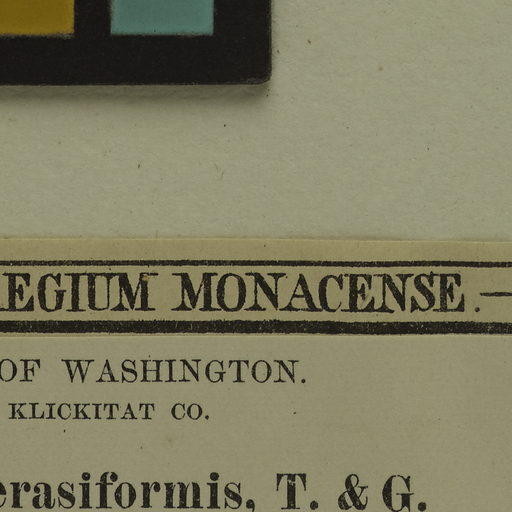 EGIUM MONACENSE.—
OF WASHINGTON.
KLICKITAT CO.
erasiformis, T. & G.